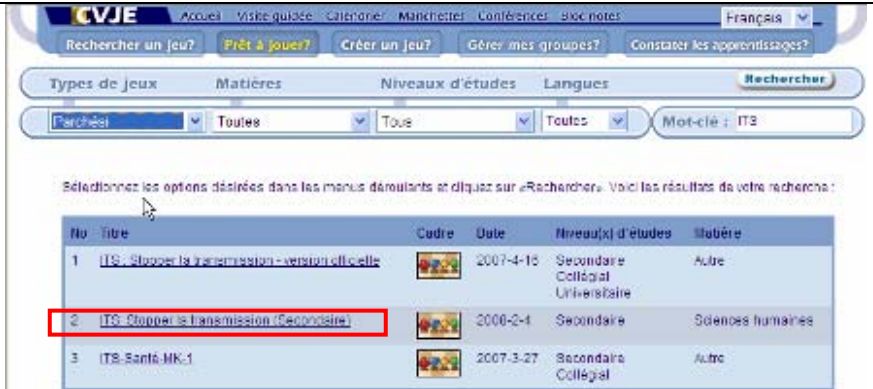 CVJE Accueil Visite guidée Calendrier Manchettes Conférences Bloc notes Français
Rechercher un jeu? Prêt à jouer? Créer un jeu? Gérer mes groupes? Constater les apprentissages?
Types de jeux Matières Niveaux d'études Langues Rechercher
Parchési Toutes Tous Toutes Mot-clé : ITS
Sélectionnez les options désirées dans les menus déroulants et cliquez sur «Rechercher». Voici les résultats de votre recherche :
No Titre Cadre Date Niveau(x) d'études Matière
1 ITS : Stopper la transmission - version officielle 2007-4-16 Secondaire Autre
Collégial
Universitaire
2 ITS: Stopper la transmission (Secondaire) 2008-2-4 Secondaire Sciences humaines
3 ITS-Santé-MK-1 2007-3-27 Secondaire Autre
Collégial